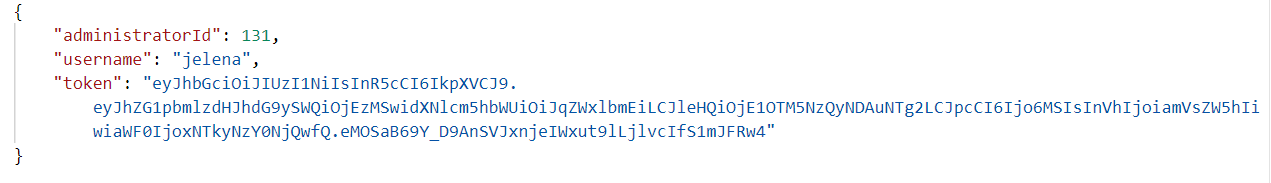 {
"administratorId": 131,
"username": "jelena",
"token": "eyJhbGciOiJIUzI1NiIsInR5cCI6IkpXVCJ9.
eyJhZG1pbmlzdHJhdG9ySWQiOjEzMSwidXNlcm5hbWUiOiJqZWxlbmEiLCJleHQiOjE1OTM5NzQyNDAuNTg2LCJpcCI6Ijo6MSIsInVhIjoiamVsZW5hIi
wiaWF0IjoxNTkyNzY0NjQwfQ.eMOSaB69Y_D9AnSVJxnjeIWxut9lLjlvcIfS1mJFRw4"
}